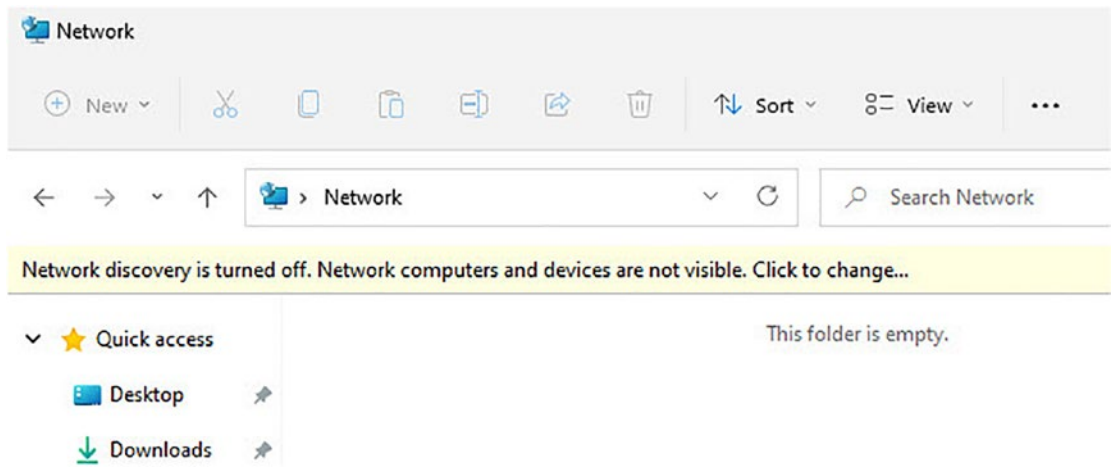 Network
New
Sort
View
Network
Search Network
Network discovery is turned off. Network computers and devices are not visible. Click to change...
Quick access
This folder is empty.
Desktop
Downloads